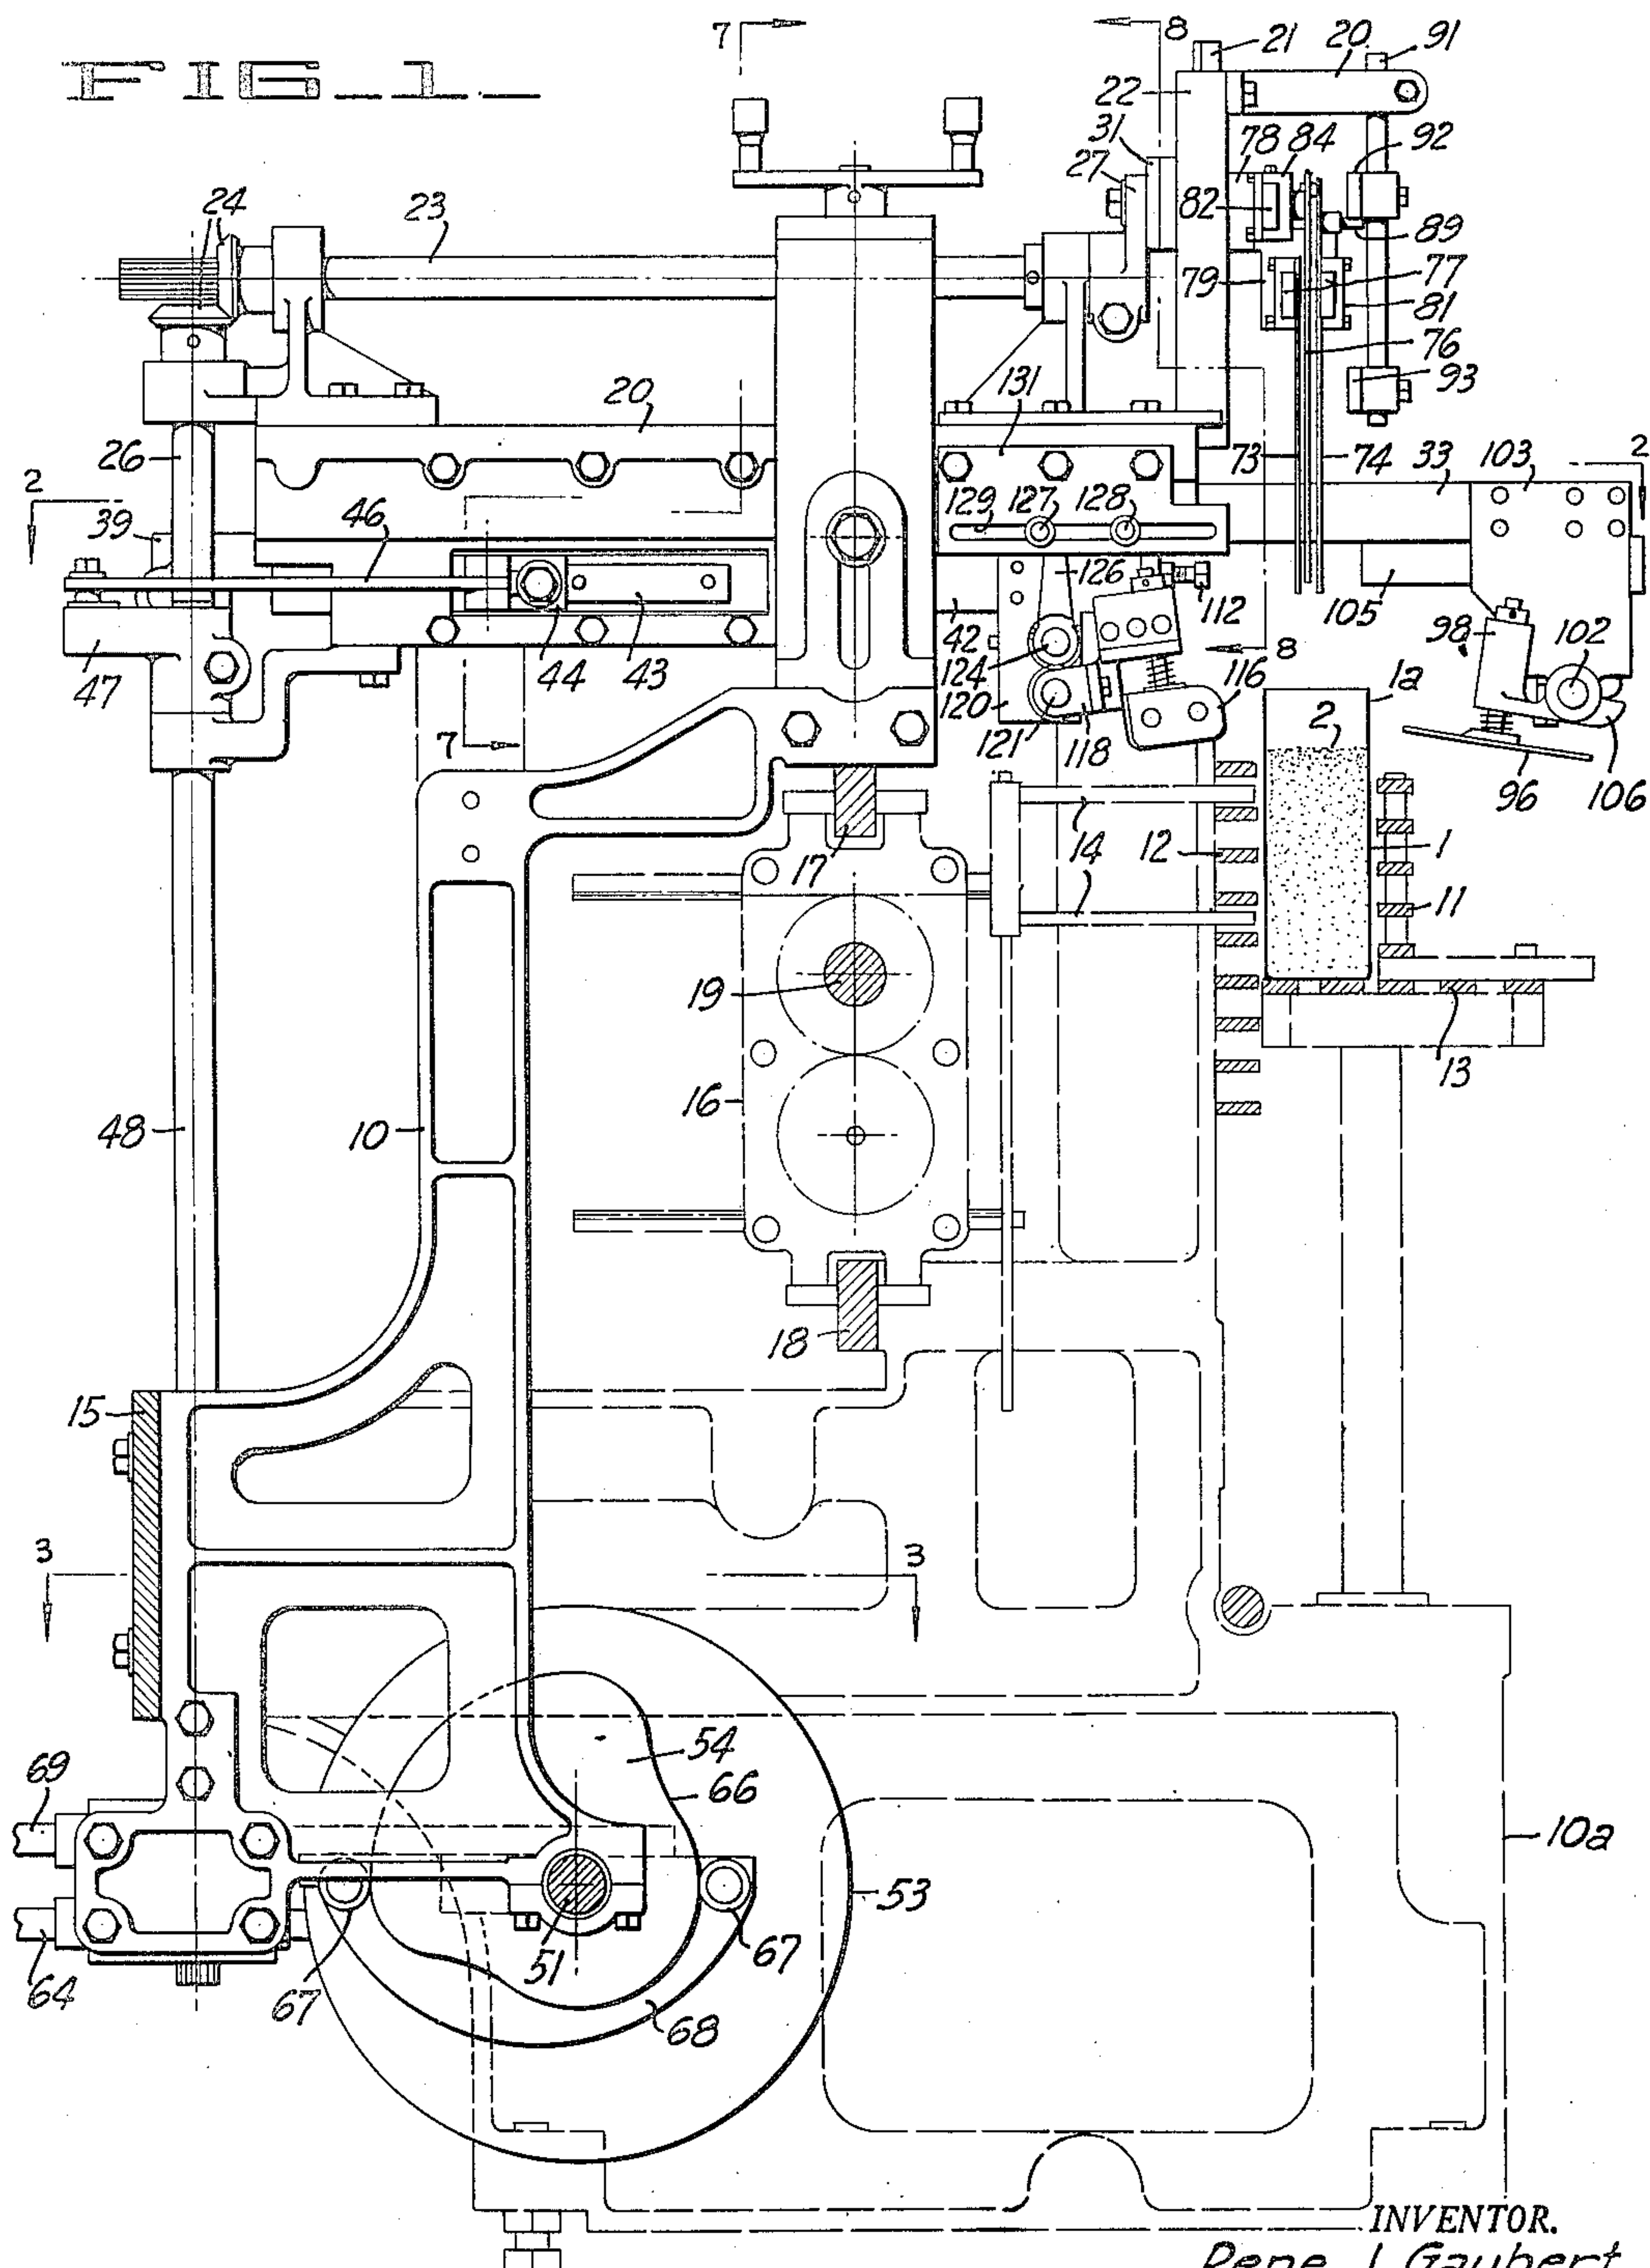 FIG_1_
7 8 21 20 91
22
31 78 84 92
27
24 23 82 89
79 77 81
76
93
20 131
26 73 74 33 103 2
2
39 46 129 127 128
126 105
112
42 98 102
47 44 43 124 8
120 116 1a
121 118 2
7 96 106
17 14 12 1
11
19
13
16
48 10
18
15
3 3
69 54
66
10a
53
51 67
64 67 68
INVENTOR.
Rene J. Gaubert